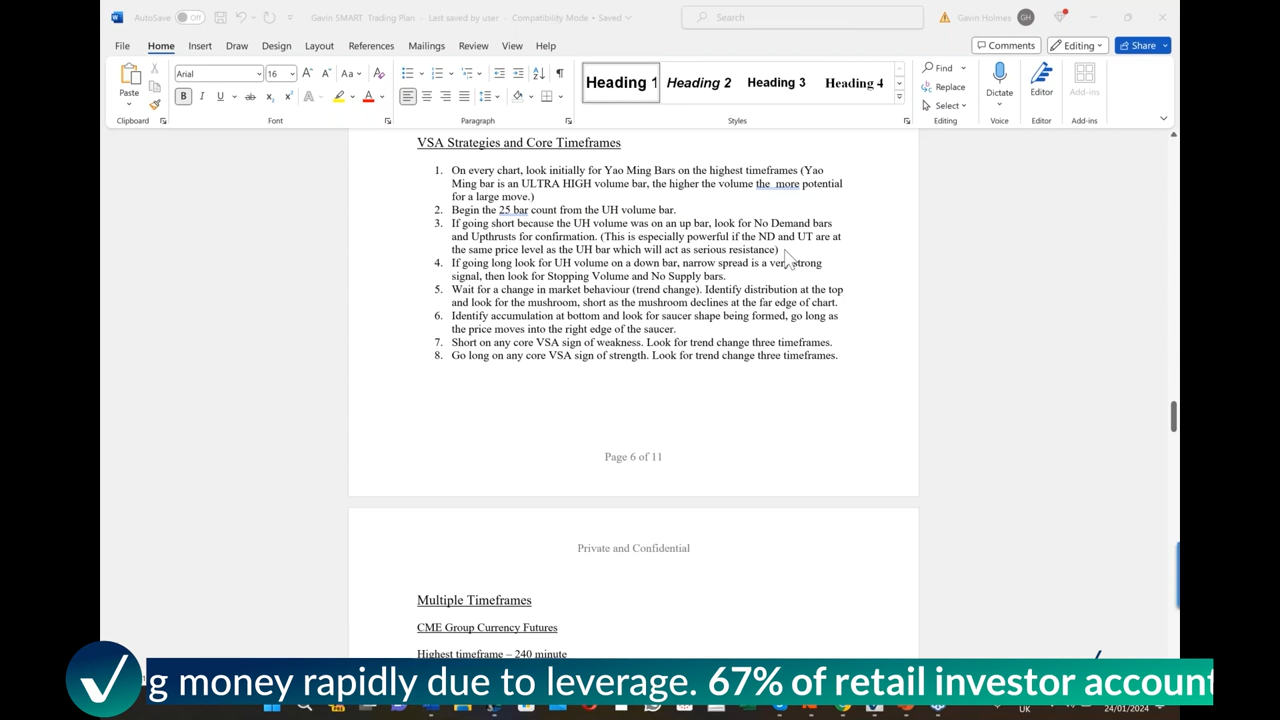 AutoSave Off Gavin SMART Trading Plan - Last saved by user - Compatibility Mode • Saved Search Gavin Holmes GH
File Home Insert Draw Design Layout References Mailings Review View Help Comments Editing Share
Paste Arial 16 Aa Heading 1 Heading 2 Heading 3 Heading 4 Find Replace Select Dictate Editor Add-ins
Clipboard Font Paragraph Styles Editing Voice Editor Add-ins
VSA Strategies and Core Timeframes
1. On every chart, look initially for Yao Ming Bars on the highest timeframes (Yao
Ming bar is an ULTRA HIGH volume bar, the higher the volume the more potential
for a large move.)
2. Begin the 25 bar count from the UH volume bar.
3. If going short because the UH volume was on an up bar, look for No Demand bars
and Upthrusts for confirmation. (This is especially powerful if the ND and UT are at
the same price level as the UH bar which will act as serious resistance)
4. If going long look for UH volume on a down bar, narrow spread is a very strong
signal, then look for Stopping Volume and No Supply bars.
5. Wait for a change in market behaviour (trend change). Identify distribution at the top
and look for the mushroom, short as the mushroom declines at the far edge of chart.
6. Identify accumulation at bottom and look for saucer shape being formed, go long as
the price moves into the right edge of the saucer.
7. Short on any core VSA sign of weakness. Look for trend change three timeframes.
8. Go long on any core VSA sign of strength. Look for trend change three timeframes.
Page 6 of 11
Private and Confidential
Multiple Timeframes
CME Group Currency Futures
Highest timeframe – 240 minute
g money rapidly due to leverage. 67% of retail investor account
UK 24/01/2024